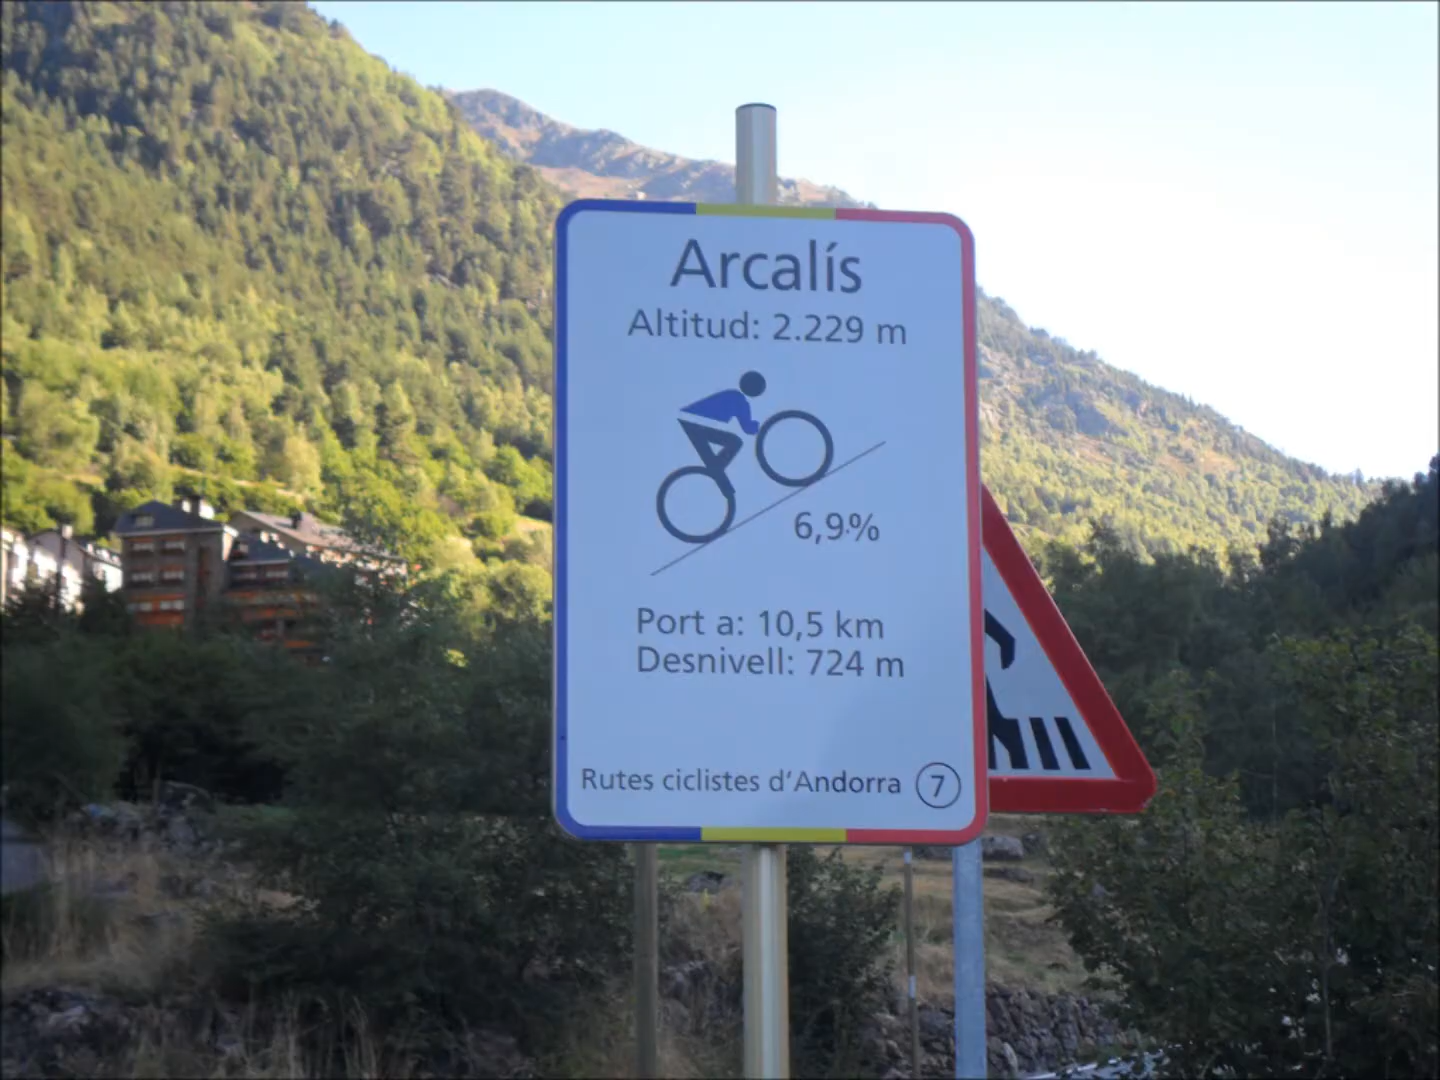 Arcalís
Altitud: 2.229 m
6,9%
Port a: 10,5 km
Desnivell: 724 m
Rutes ciclistes d'Andorra 7